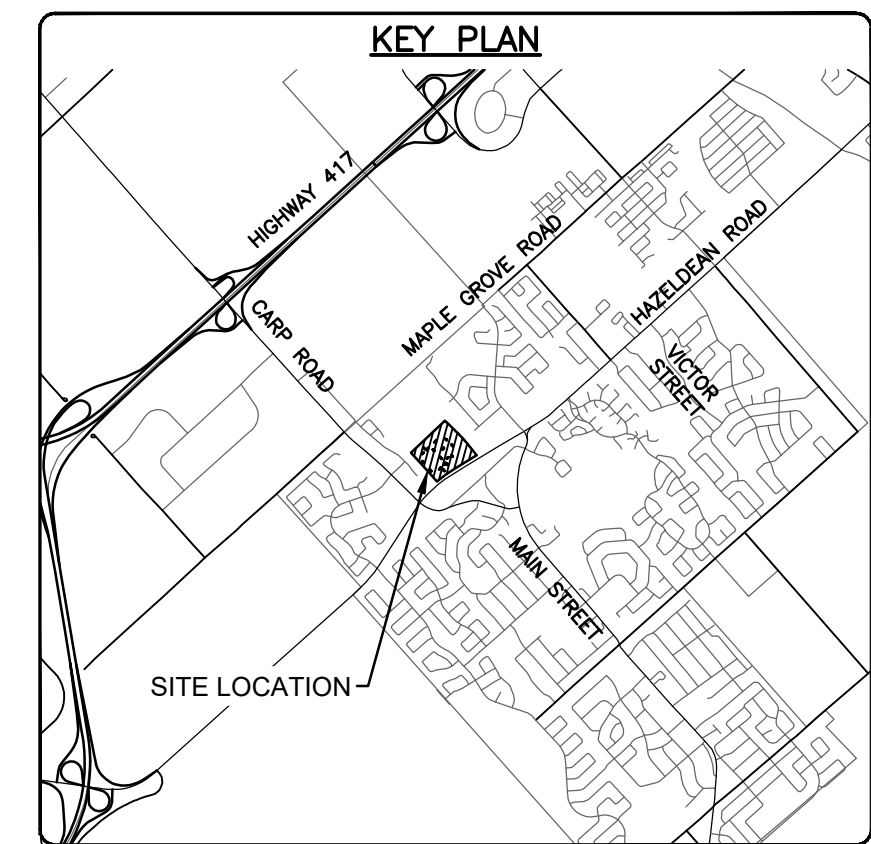 KEY PLAN
HIGHWAY 417
MAPLE GROVE ROAD
HAZELDEAN ROAD
CARP ROAD
VICTOR
STREET
MAIN STREET
SITE LOCATION